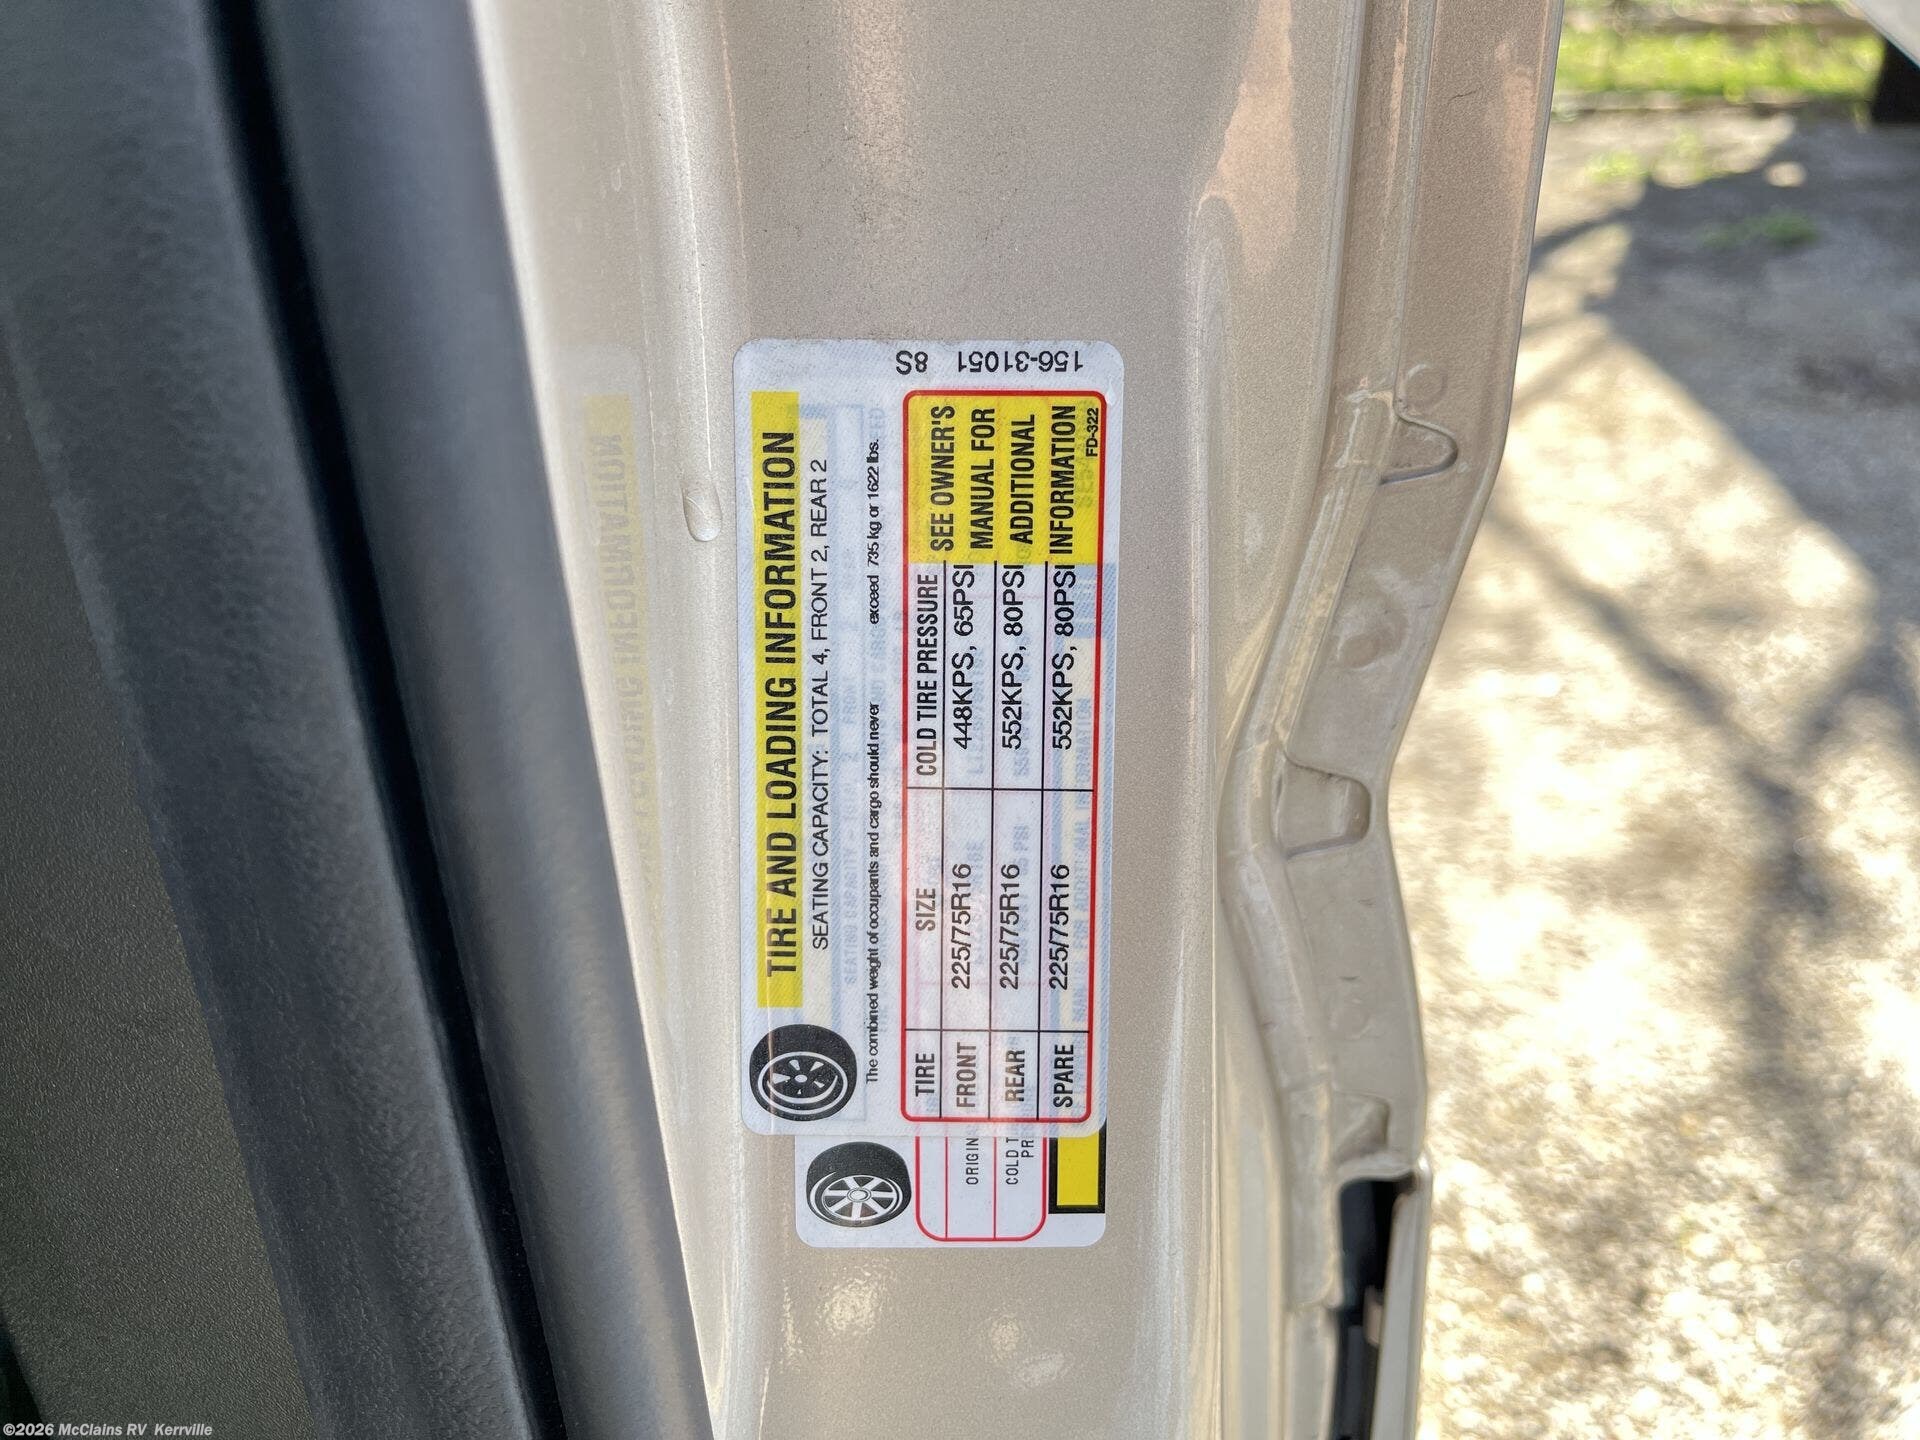 TIRE AND LOADING INFORMATION
SEATING CAPACITY: TOTAL 4, FRONT 2, REAR 2
The combined weight of occupants and cargo should never exceed 735 kg or 1622 lbs.
TIRE SIZE COLD TIRE PRESSURE
FRONT 225/75R16 448KPS, 65PSI
REAR 225/75R16 552KPS, 80PSI
SPARE 225/75R16 552KPS, 80PSI
SEE OWNER'S
MANUAL FOR
ADDITIONAL
INFORMATION
FD-322
156-31051 8S
ORIGIN
COLD T
PR
©2026 McClains RV Kerrville